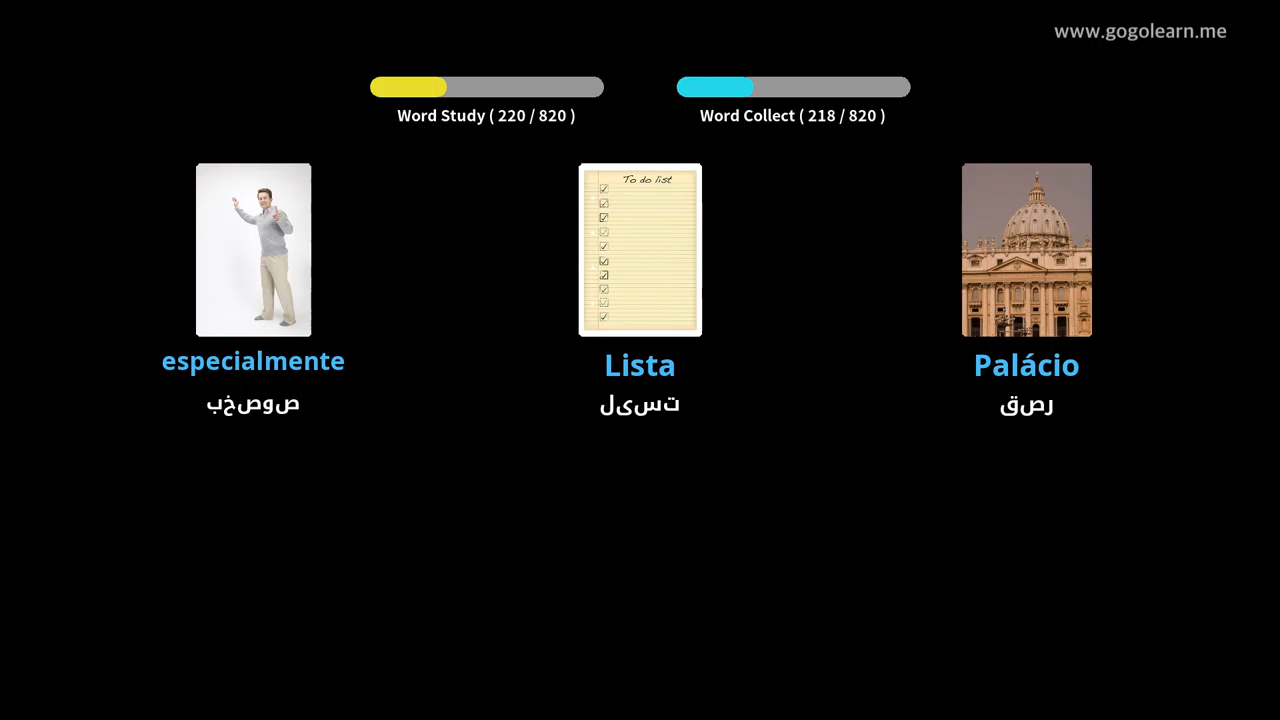 www.gogolearn.me
Word Study ( 220 / 820 )
Word Collect ( 218 / 820 )
To do list
especialmente
بخصوص
Lista
لیست
Palácio
قصر